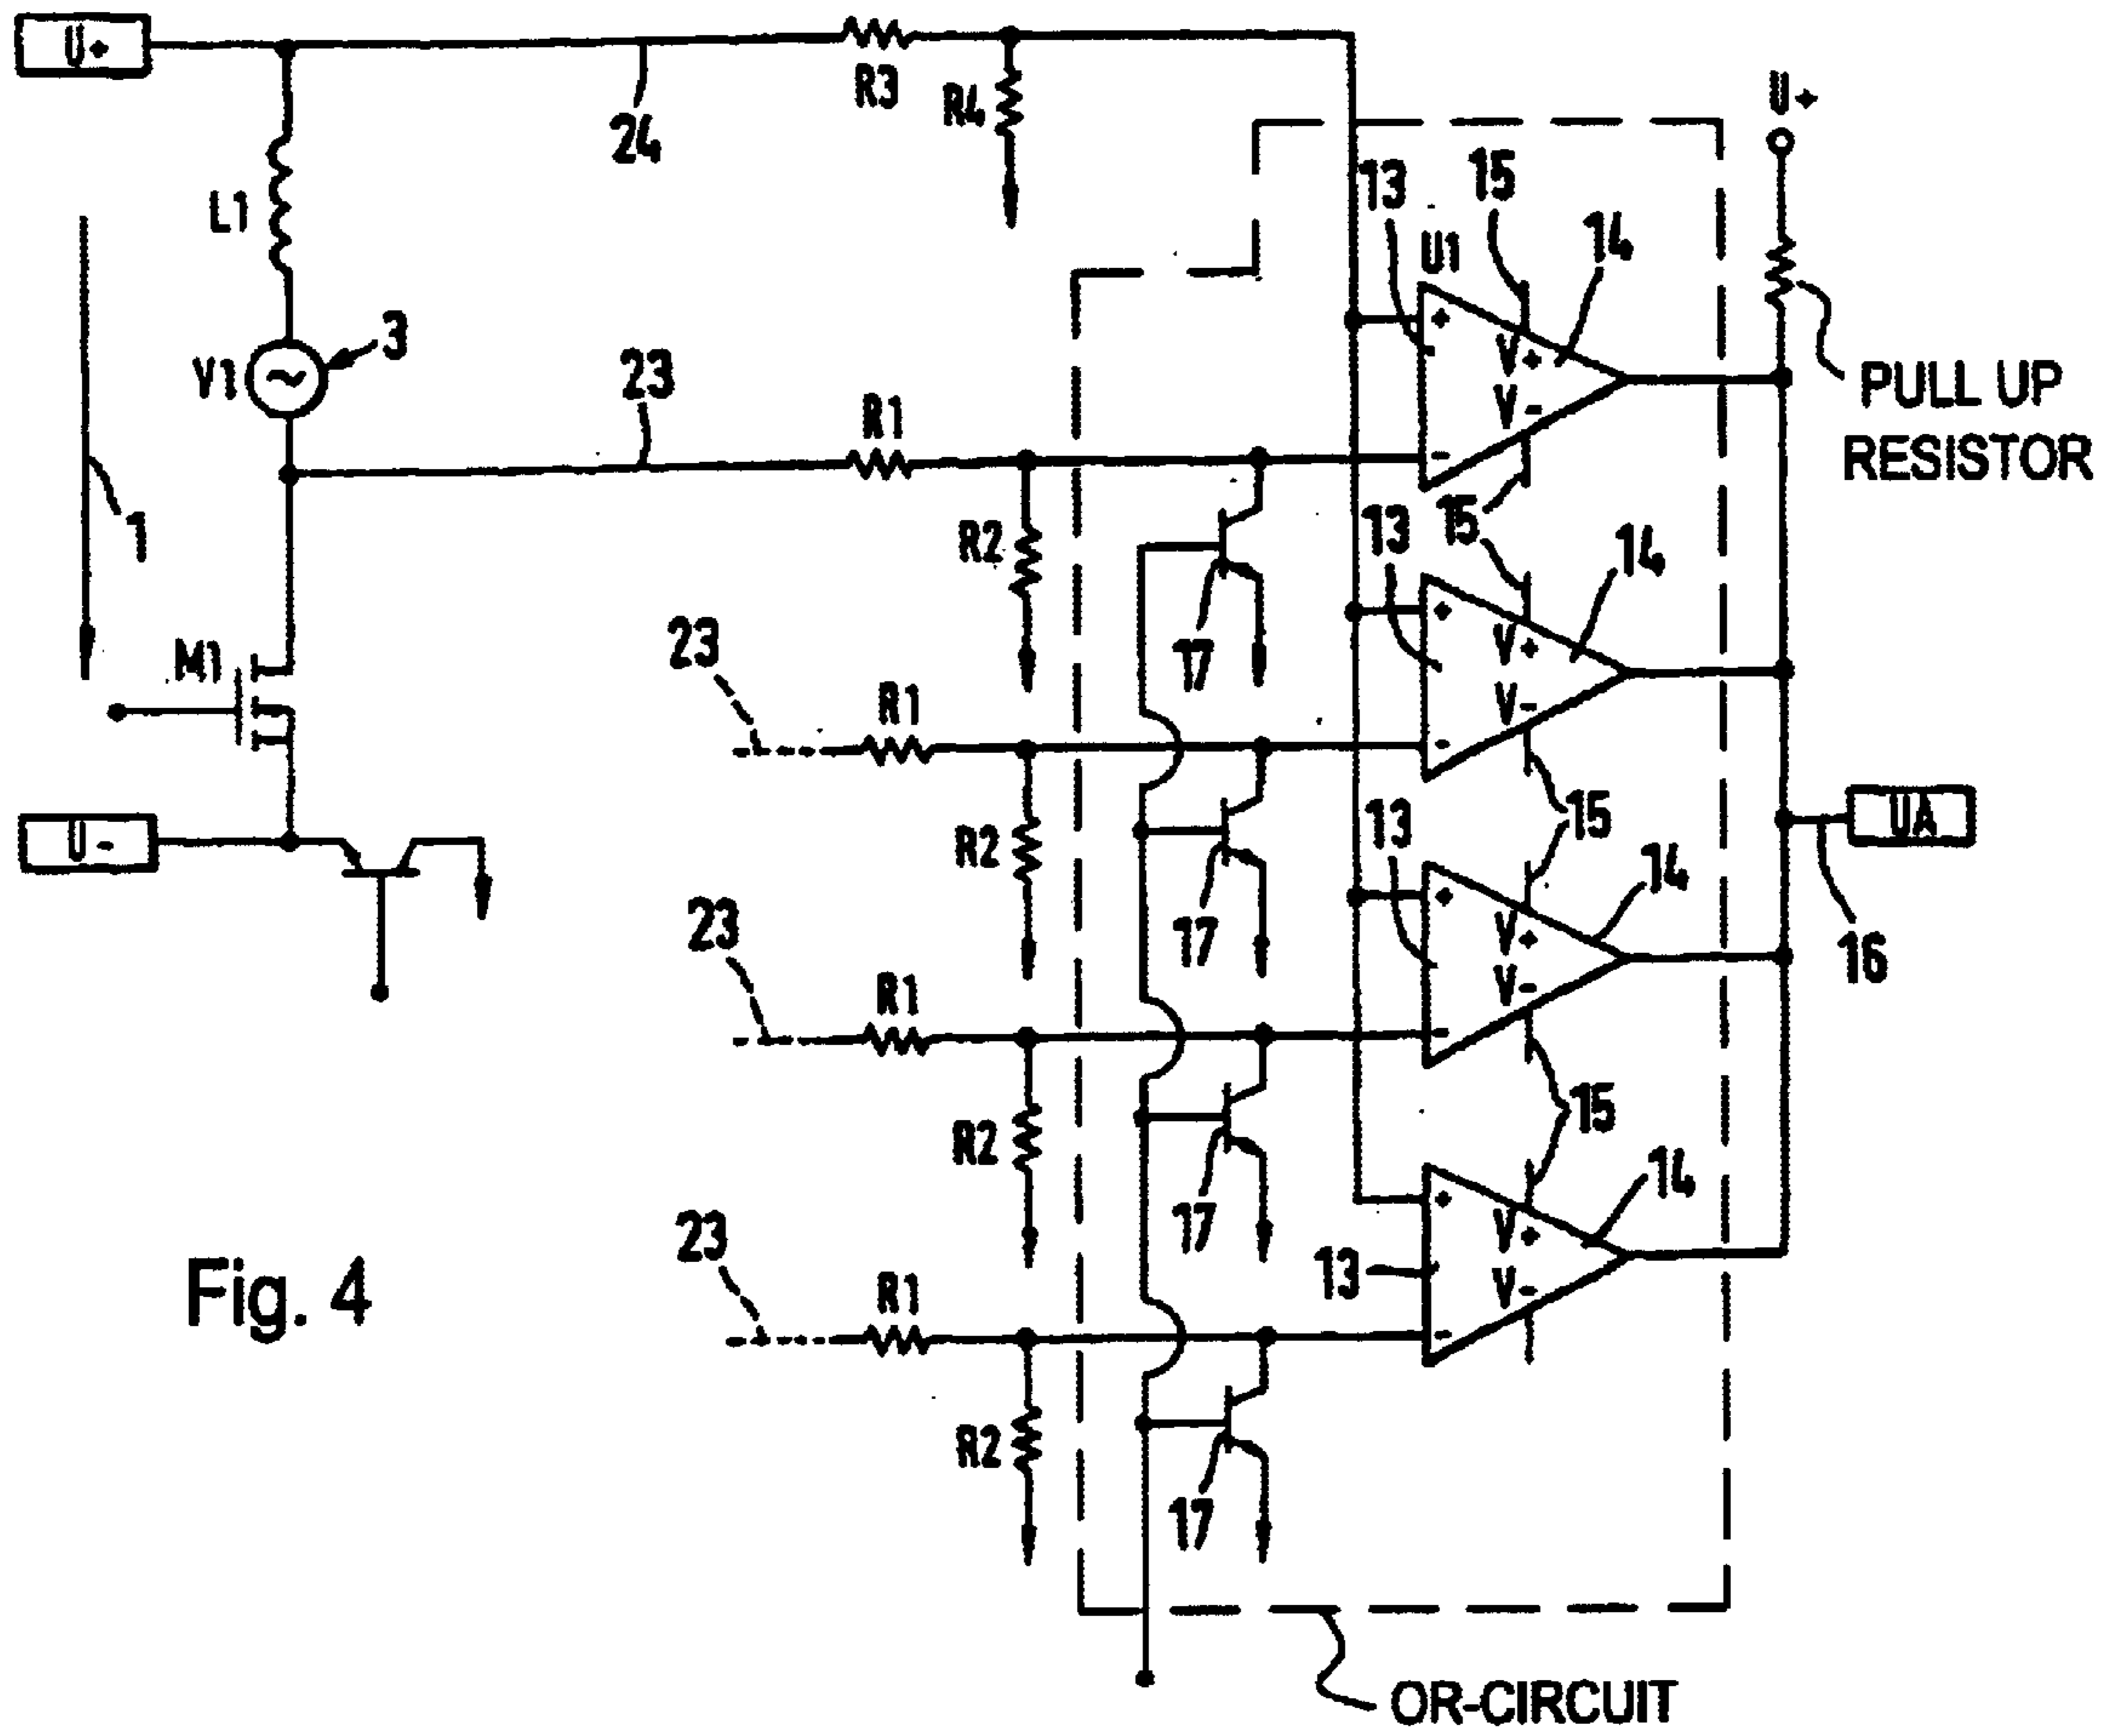 U+
R3
R4
24
U+
13
15
U1
14
L1
+
V+
V-
-
PULL UP
RESISTOR
V1
3
23
R1
1
R2
15
13
14
17
+
V+
V-
-
M1
23
R1
15
13
UA
U-
R2
17
14
+
V+
V-
-
16
23
R1
15
R2
17
14
+
V+
V-
-
13
23
R1
Fig. 4
R2
17
OR-CIRCUIT